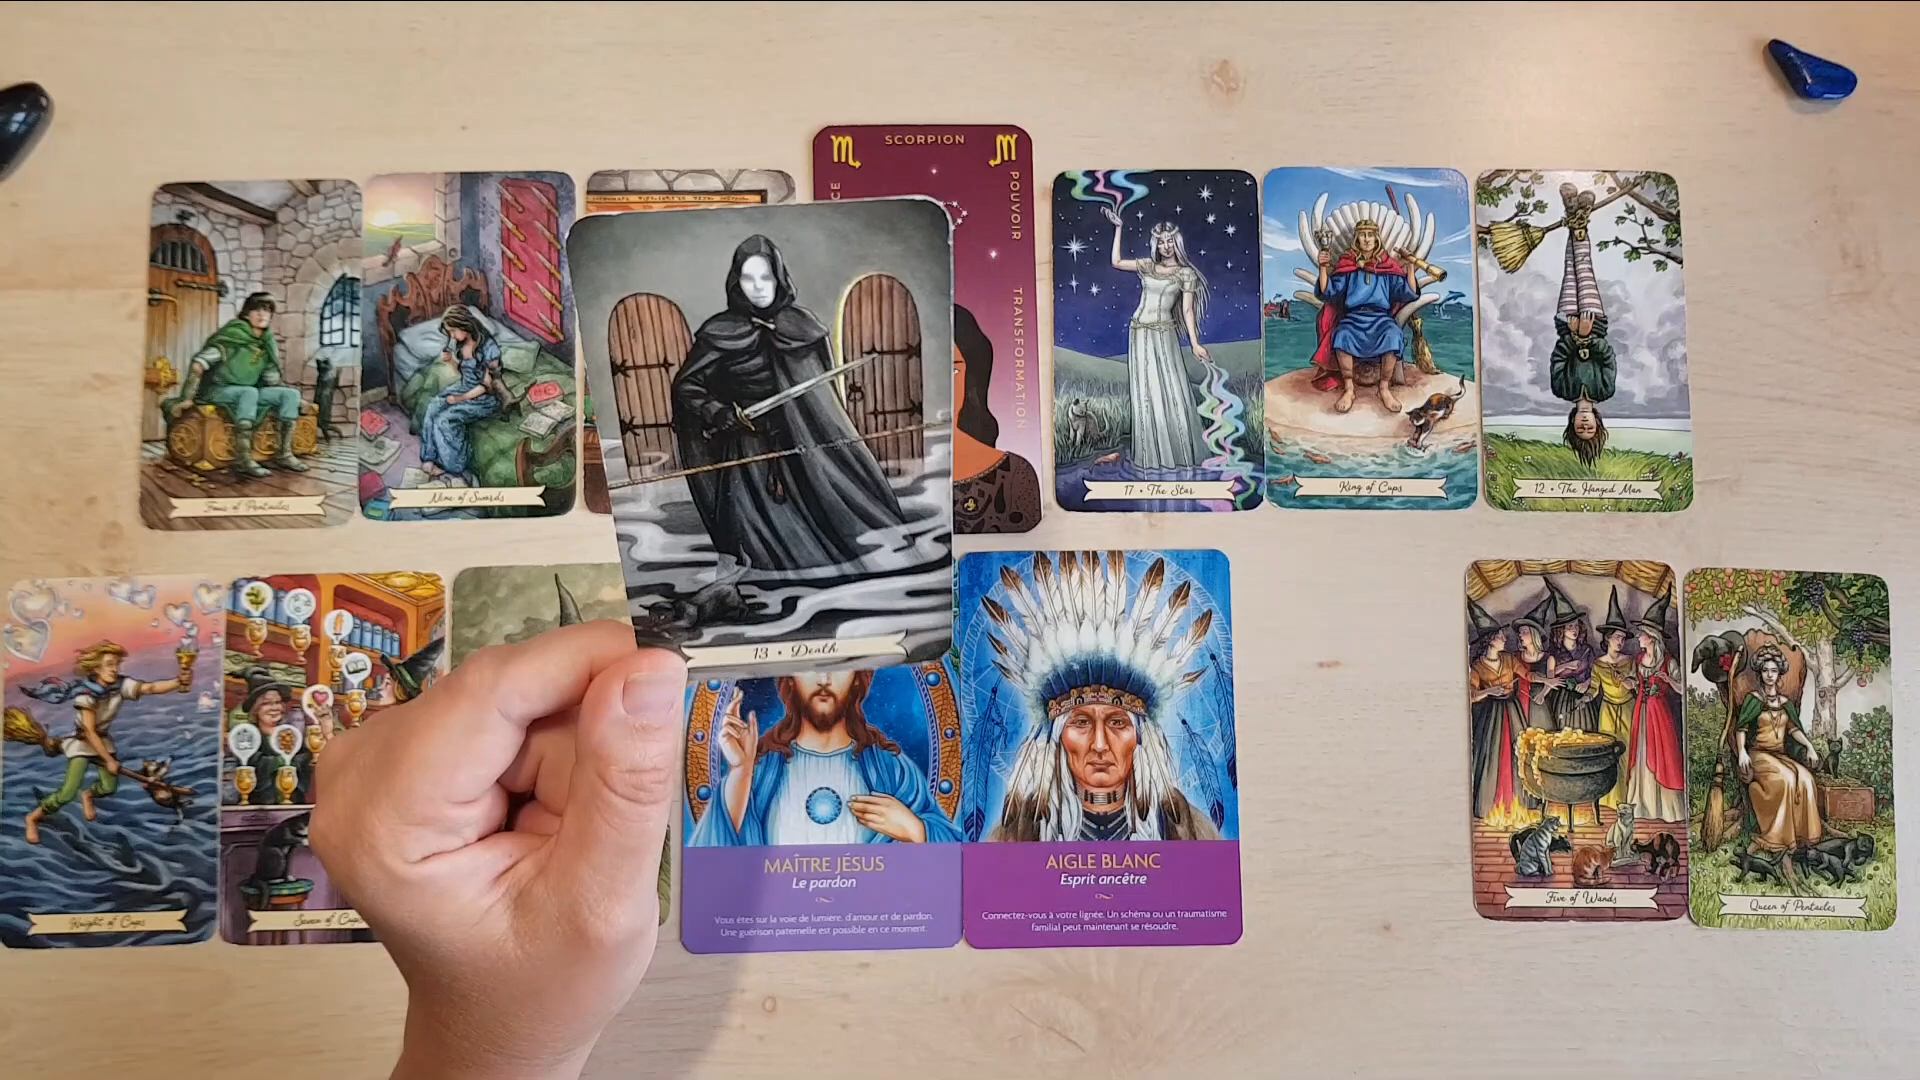 SCORPION
POUVOIR
TRANSFORMATION
Four of Pentacles
Nine of Swords
17 • The Star
King of Cups
12 • The Hanged Man
13 • Death
Knight of Cups
Seven of Cups
MAÎTRE JÉSUS
Le pardon
Vous êtes sur la voie de lumière, d'amour et de pardon.
Une guérison paternelle est possible en ce moment.
AIGLE BLANC
Esprit ancêtre
Connectez-vous à votre lignée. Un schéma ou un traumatisme
familial peut maintenant se résoudre.
Five of Wands
Queen of Pentacles